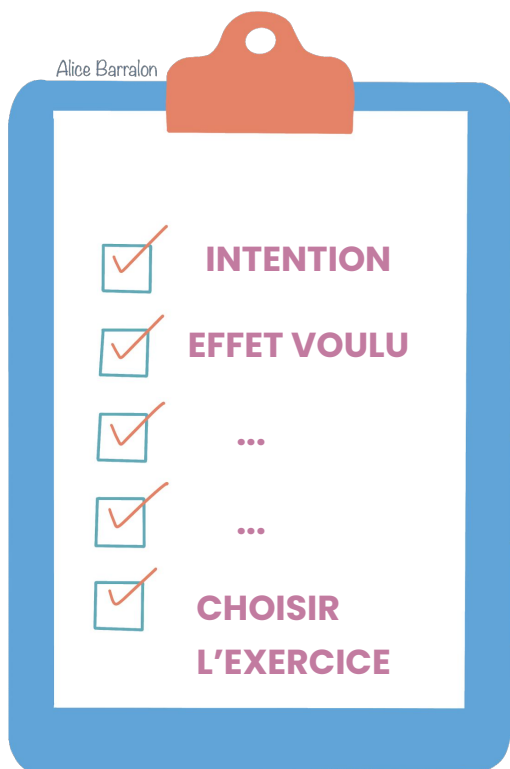 Alice Barralon
INTENTION
EFFET VOULU
...
...
CHOISIR
L’EXERCICE